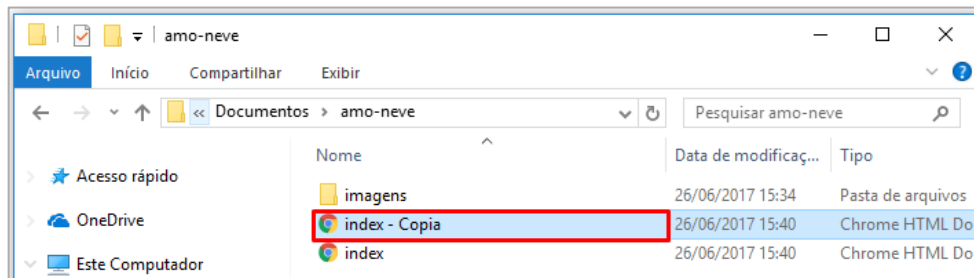 amo-neve
Arquivo Início Compartilhar Exibir
« Documentos > amo-neve Pesquisar amo-neve
Nome Data de modificaç... Tipo
Acesso rápido
imagens 26/06/2017 15:34 Pasta de arquivos
OneDrive
index - Copia 26/06/2017 15:40 Chrome HTML Do
index 26/06/2017 15:40 Chrome HTML Do
Este Computador